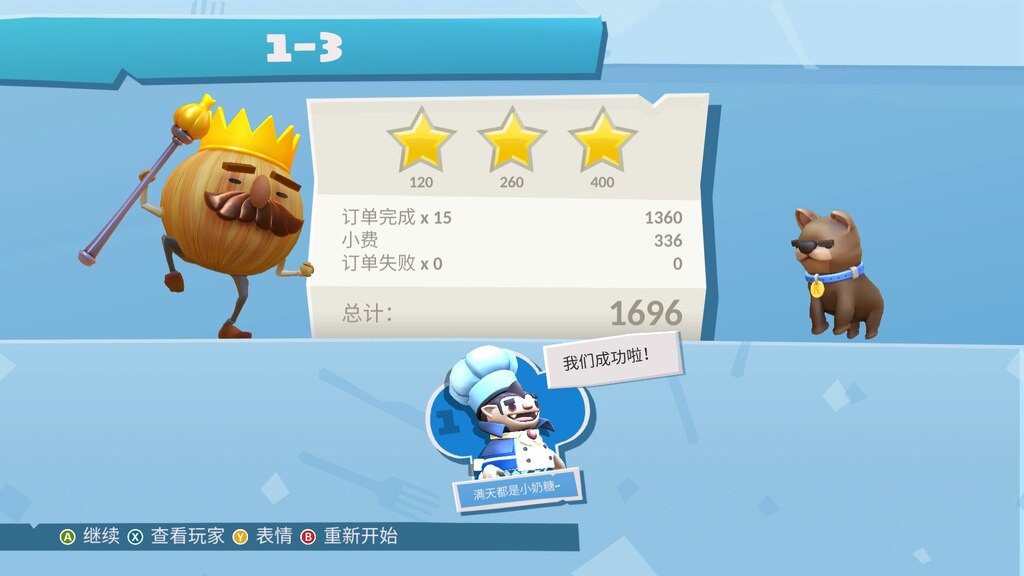 1-3
120 260 400
订单完成 x 15 1360
小费 336
订单失败 x 0 0
总计: 1696
我们成功啦!
1
满天都是小奶糖~
A 继续 X 查看玩家 Y 表情 B 重新开始